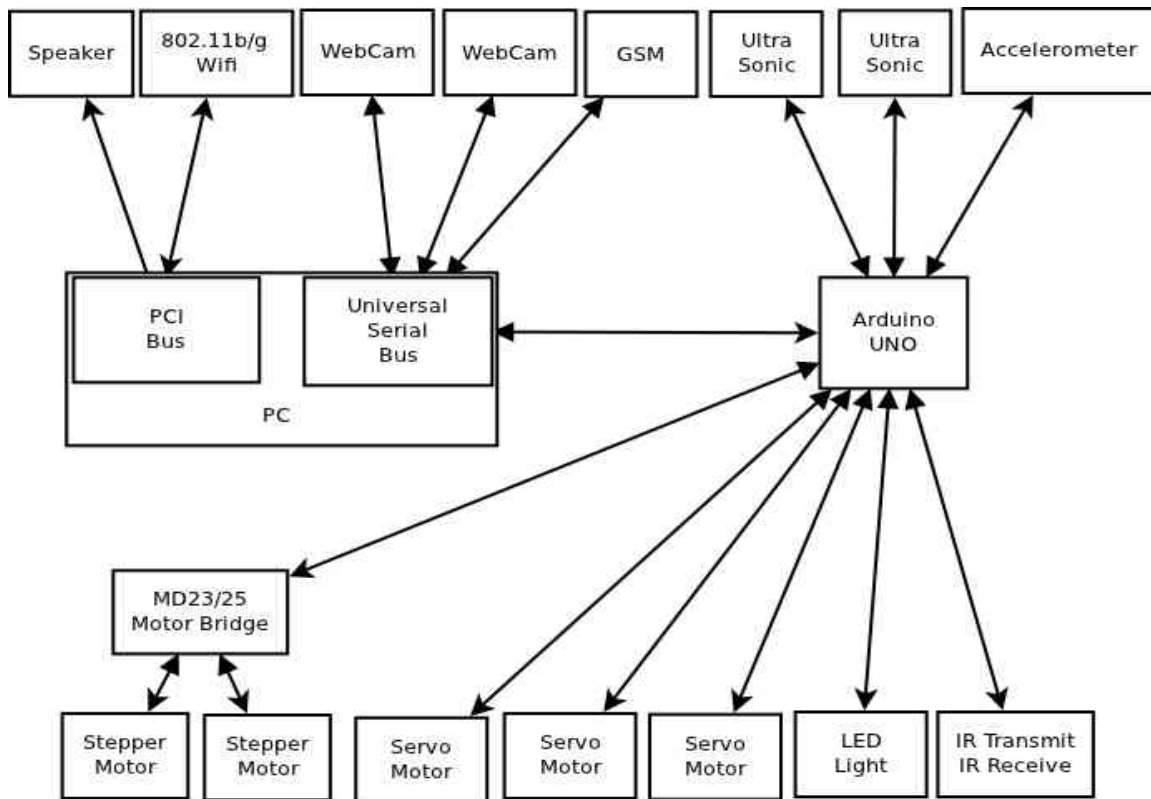 Speaker
802.11b/g
Wifi
WebCam
WebCam
GSM
Ultra
Sonic
Ultra
Sonic
Accelerometer
PCI
Bus
Universal
Serial
Bus
PC
Arduino
UNO
MD23/25
Motor Bridge
Stepper
Motor
Stepper
Motor
Servo
Motor
Servo
Motor
Servo
Motor
LED
Light
IR Transmit
IR Receive